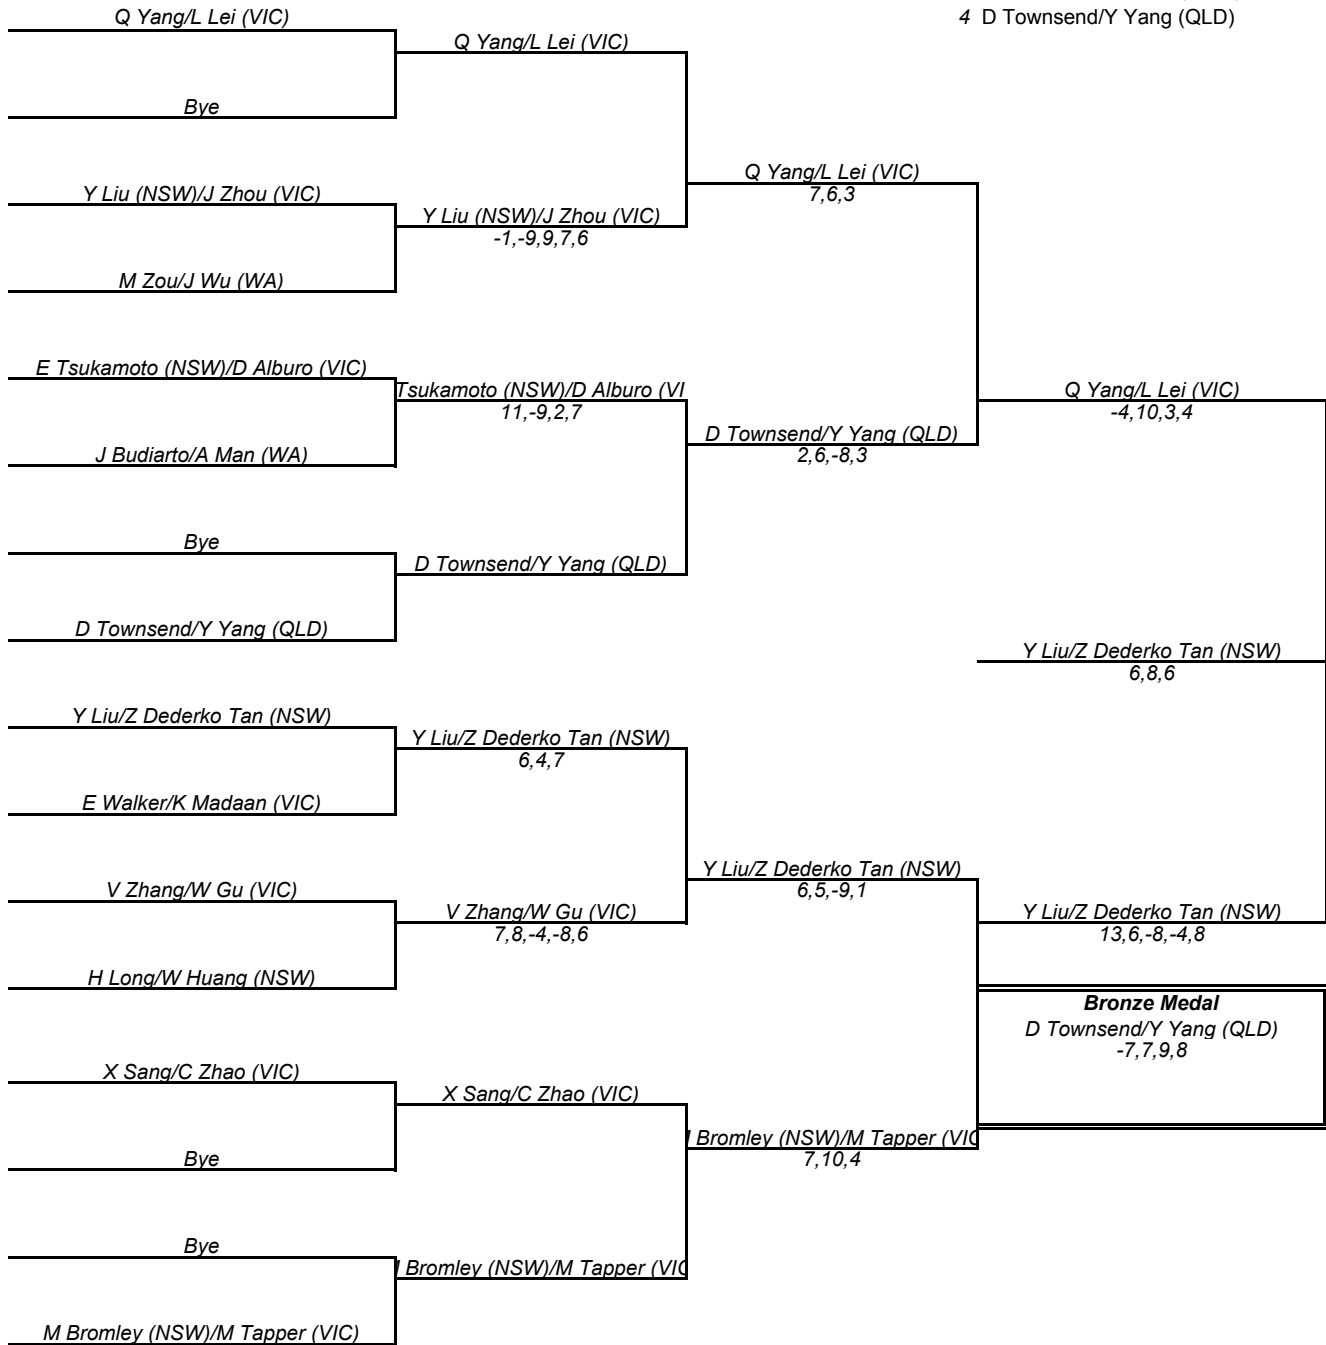 4 D Townsend/Y Yang (QLD)
Q Yang/L Lei (VIC)
Bye
Y Liu (NSW)/J Zhou (VIC)
M Zou/J Wu (WA)
E Tsukamoto (NSW)/D Alburo (VIC)
J Budiarto/A Man (WA)
Bye
D Townsend/Y Yang (QLD)
Y Liu/Z Dederko Tan (NSW)
E Walker/K Madaan (VIC)
V Zhang/W Gu (VIC)
H Long/W Huang (NSW)
X Sang/C Zhao (VIC)
Bye
Bye
M Bromley (NSW)/M Tapper (VIC)
Q Yang/L Lei (VIC)
Y Liu (NSW)/J Zhou (VIC)
-1,-9,9,7,6
Tsukamoto (NSW)/D Alburo (VI
11,-9,2,7
D Townsend/Y Yang (QLD)
Y Liu/Z Dederko Tan (NSW)
6,4,7
V Zhang/W Gu (VIC)
7,8,-4,-8,6
X Sang/C Zhao (VIC)
Bromley (NSW)/M Tapper (VIC
Q Yang/L Lei (VIC)
7,6,3
D Townsend/Y Yang (QLD)
2,6,-8,3
Y Liu/Z Dederko Tan (NSW)
6,5,-9,1
Bromley (NSW)/M Tapper (VIC
7,10,4
Q Yang/L Lei (VIC)
-4,10,3,4
Y Liu/Z Dederko Tan (NSW)
6,8,6
Y Liu/Z Dederko Tan (NSW)
13,6,-8,-4,8
Bronze Medal
D Townsend/Y Yang (QLD)
-7,7,9,8